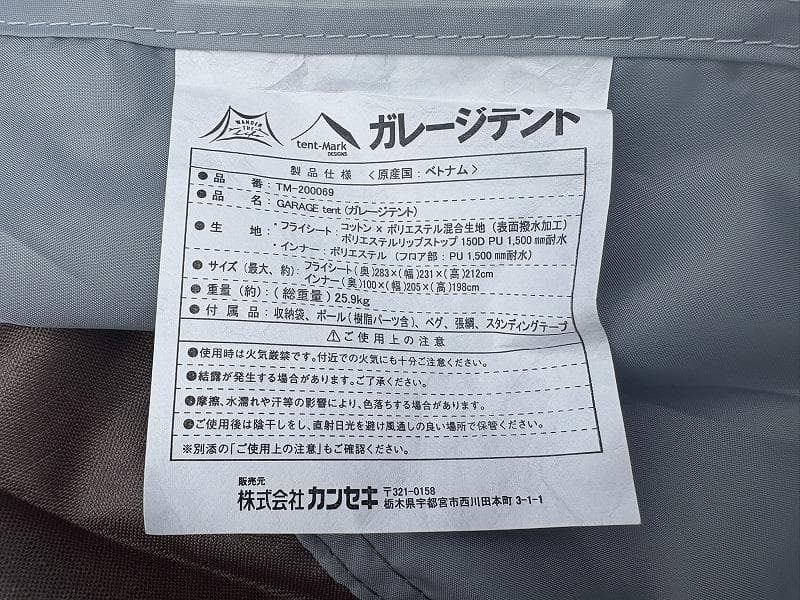 WANDER
THE
Life
tent-Mark
DESIGNS
ガレージテント
製品仕様 〈原産国:ベトナム〉
●品 番:TM-200069
●品 名:GARAGE tent (ガレージテント)
●生 地:・フライシート:コットン×ポリエステル混合生地(表面撥水加工)
ポリエステルリップストップ 150D PU 1,500㎜耐水
・インナー:ポリエステル(フロア部:PU 1,500㎜耐水)
●サイズ(最大、約):フライシート(奥)283×(幅)231×(高)212cm
インナー(奥)100×(幅)205×(高)198cm
●重量(約):(総重量)25.9kg
●付属品:収納袋、ポール(樹脂パーツ含)、ペグ、張綱、スタンディングテープ
⚠ご使用上の注意
❶使用時は火気厳禁です。付近での火気にも十分ご注意ください。
❷結露が発生する場合があります。ご了承ください。
❸摩擦、水濡れや汗等の影響により、色落ちする場合があります。
❹ご使用後は陰干しをし、直射日光を避け風通しの良い場所で保管ください。
※別添の「ご使用上の注意」もご確認ください。
販売元
株式会社カンセキ 〒321-0158
栃木県宇都宮市西川田本町 3-1-1